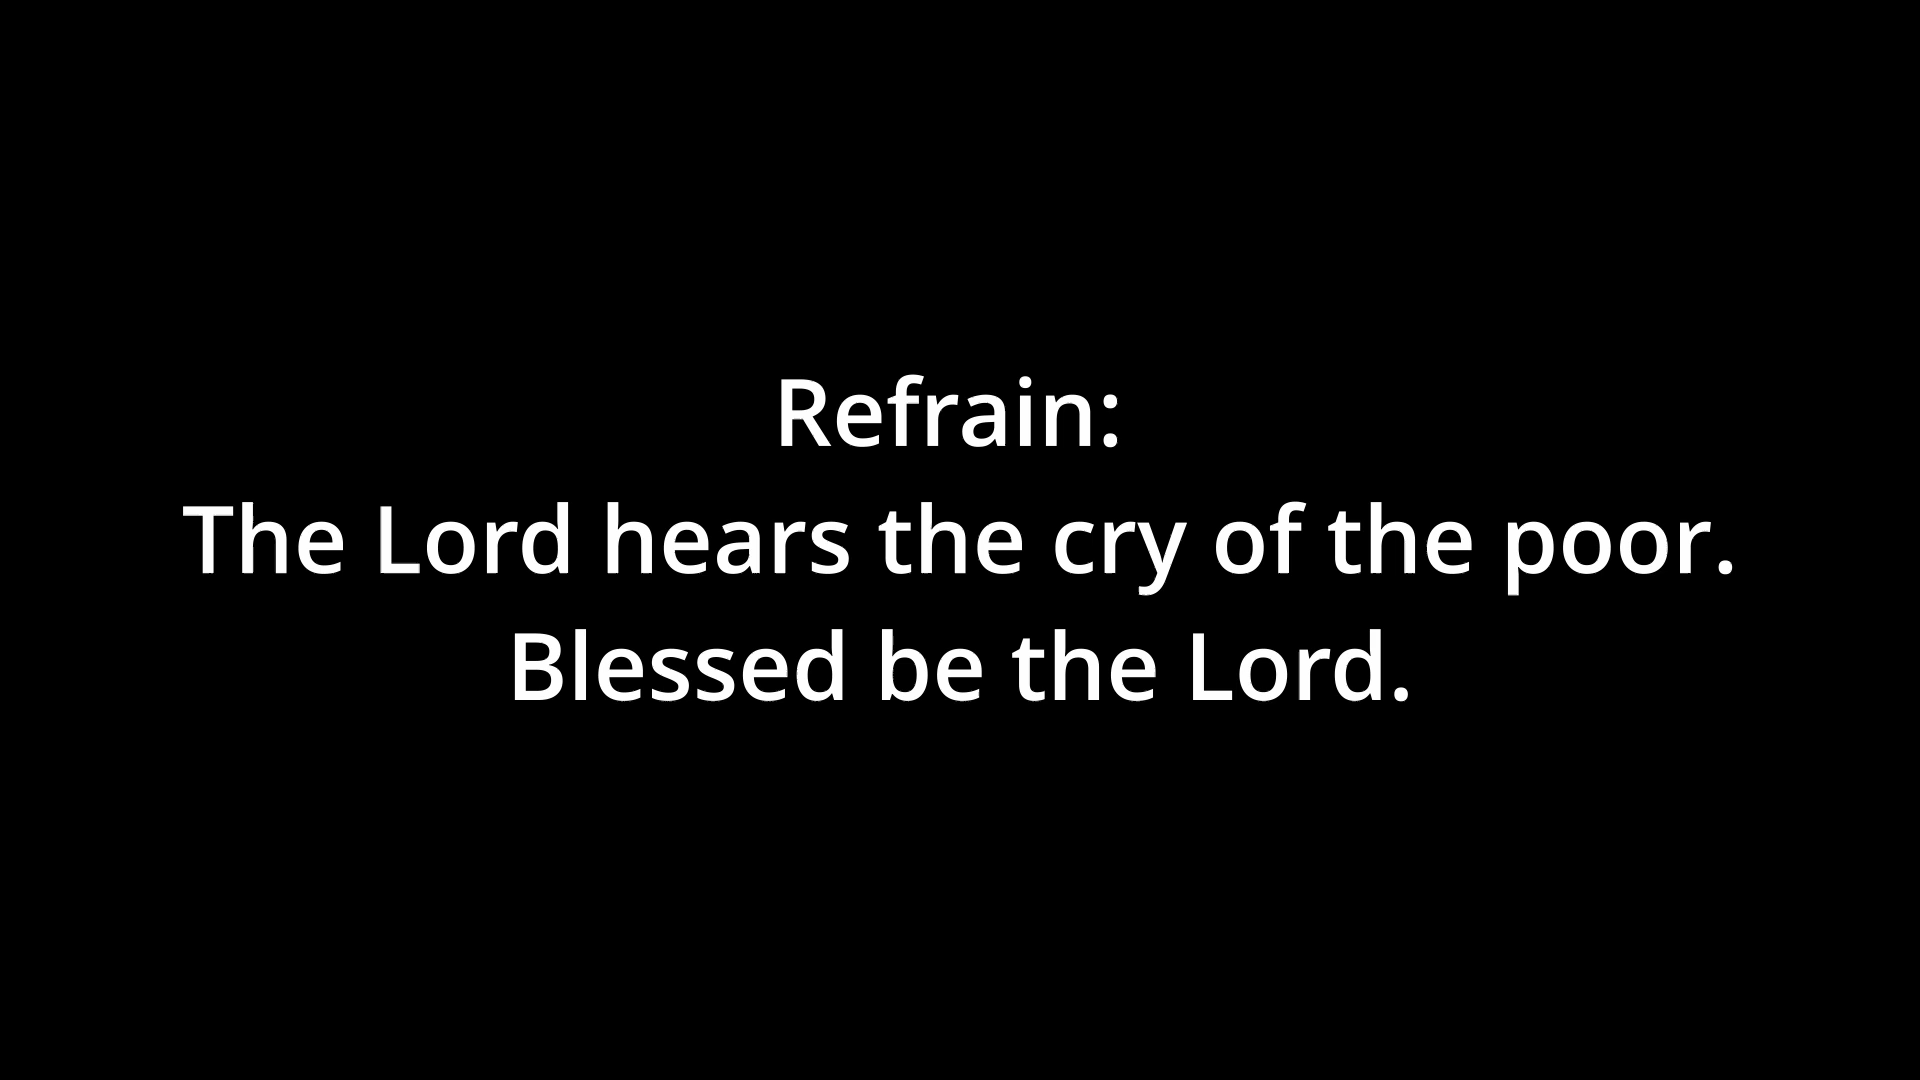 Refrain:
The Lord hears the cry of the poor.
Blessed be the Lord.